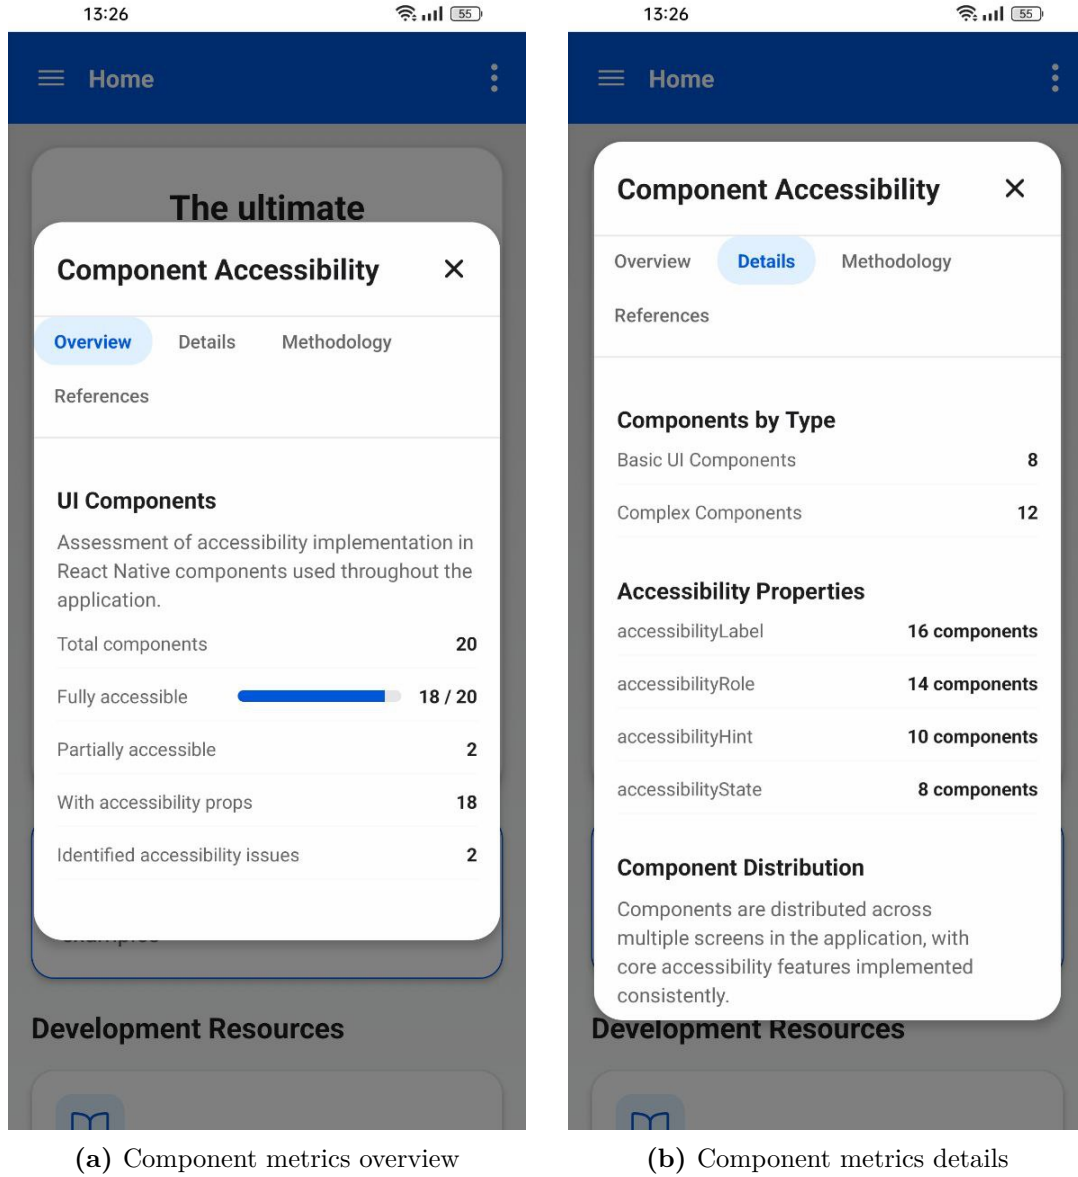 13:26
55
Home
The ultimate
Component Accessibility
Overview
Details
Methodology
References
UI Components
Assessment of accessibility implementation in
React Native components used throughout the
application.
Total components 20
Fully accessible 18 / 20
Partially accessible 2
With accessibility props 18
Identified accessibility issues 2
Development Resources
(a) Component metrics overview
13:26
55
Home
Component Accessibility
Overview
Details
Methodology
References
Components by Type
Basic UI Components 8
Complex Components 12
Accessibility Properties
accessibilityLabel 16 components
accessibilityRole 14 components
accessibilityHint 10 components
accessibilityState 8 components
Component Distribution
Components are distributed across
multiple screens in the application, with
core accessibility features implemented
consistently.
Development Resources
(b) Component metrics details